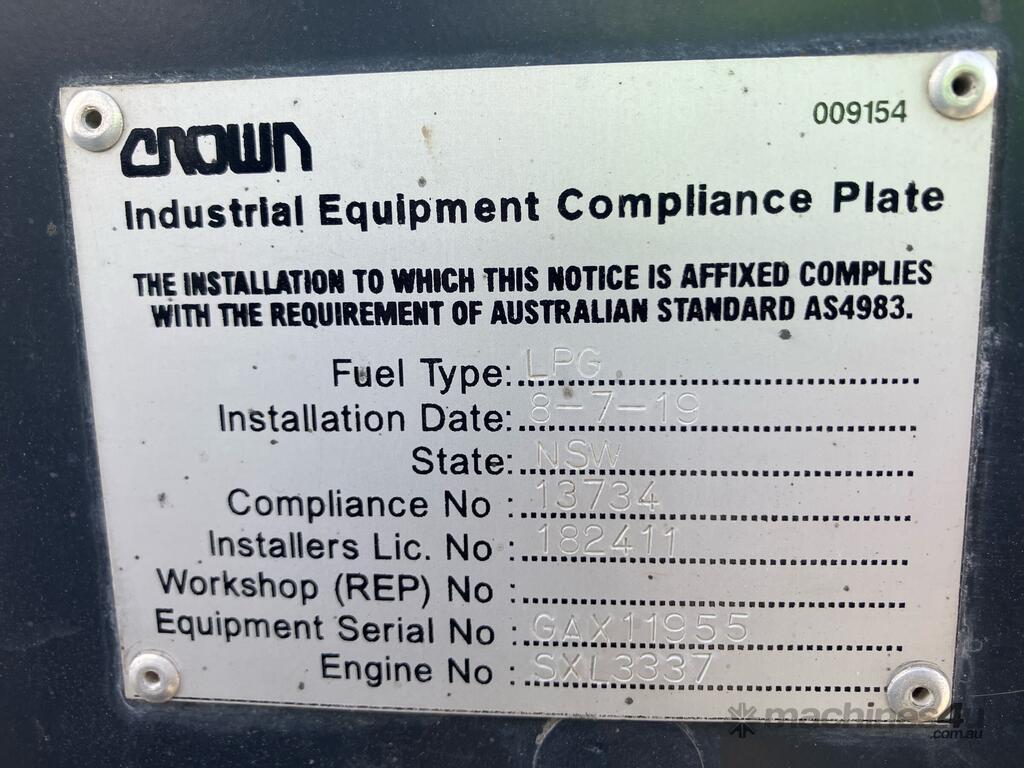 009154
CROWN
Industrial Equipment Compliance Plate
THE INSTALLATION TO WHICH THIS NOTICE IS AFFIXED COMPLIES
WITH THE REQUIREMENT OF AUSTRALIAN STANDARD AS4983.
Fuel Type: LPG
Installation Date: 8-7-19
State: NSW
Compliance No : 13734
Installers Lic. No : 182411
Workshop (REP) No :
Equipment Serial No : GAX11955
Engine No : SXL3337
machines4u
.com.au